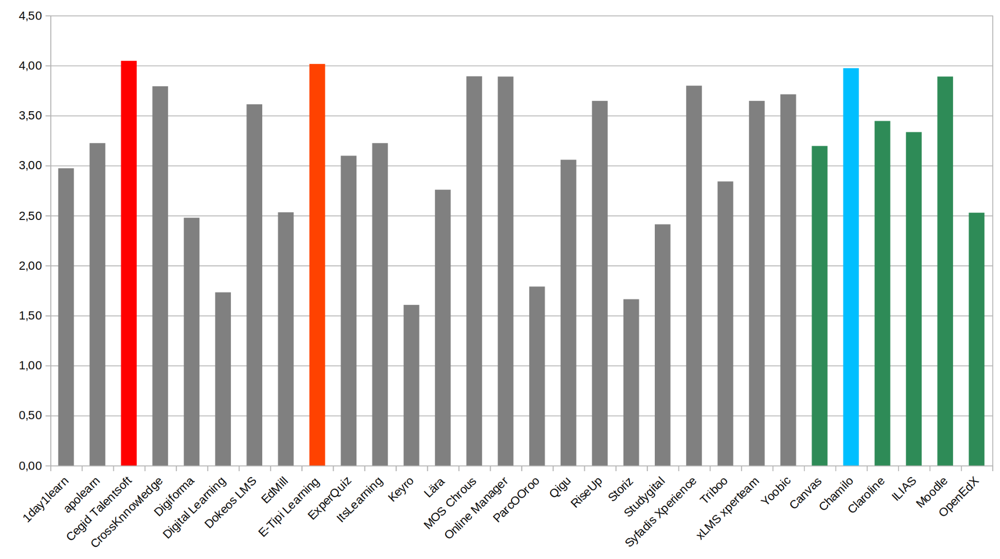 4,50
4,00
3,50
3,00
2,50
2,00
1,50
1,00
0,50
0,00
1day1learn
apolearn
Cegid Talentsoft
CrossKnnowledge
Digiforma
Digital Learning
Dokeos LMS
EdMill
E-Tipi Learning
ExperQuiz
ItsLearning
Keyro
Lära
MOS Chrous
Online Manager
ParcOOroo
Qigu
RiseUp
Storiz
Studygital
Syfadis Xperience
Triboo
xLMS xperteam
Yoobic
Canvas
Chamilo
Claroline
ILIAS
Moodle
OpenEdX